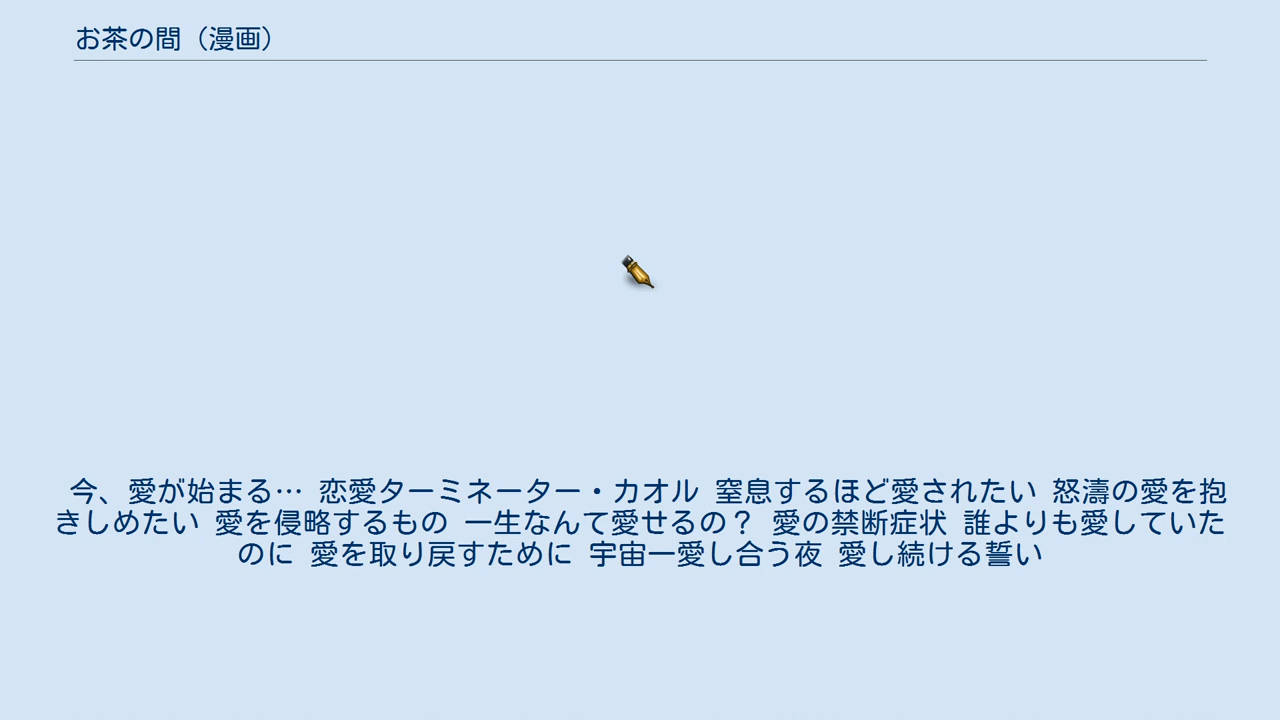 お茶の間（漫画）
今、愛が始まる… 恋愛ターミネーター・カオル 窒息するほど愛されたい 怒濤の愛を抱
きしめたい 愛を侵略するもの 一生なんて愛せるの？ 愛の禁断症状 誰よりも愛していた
のに 愛を取り戻すために 宇宙一愛し合う夜 愛し続ける誓い